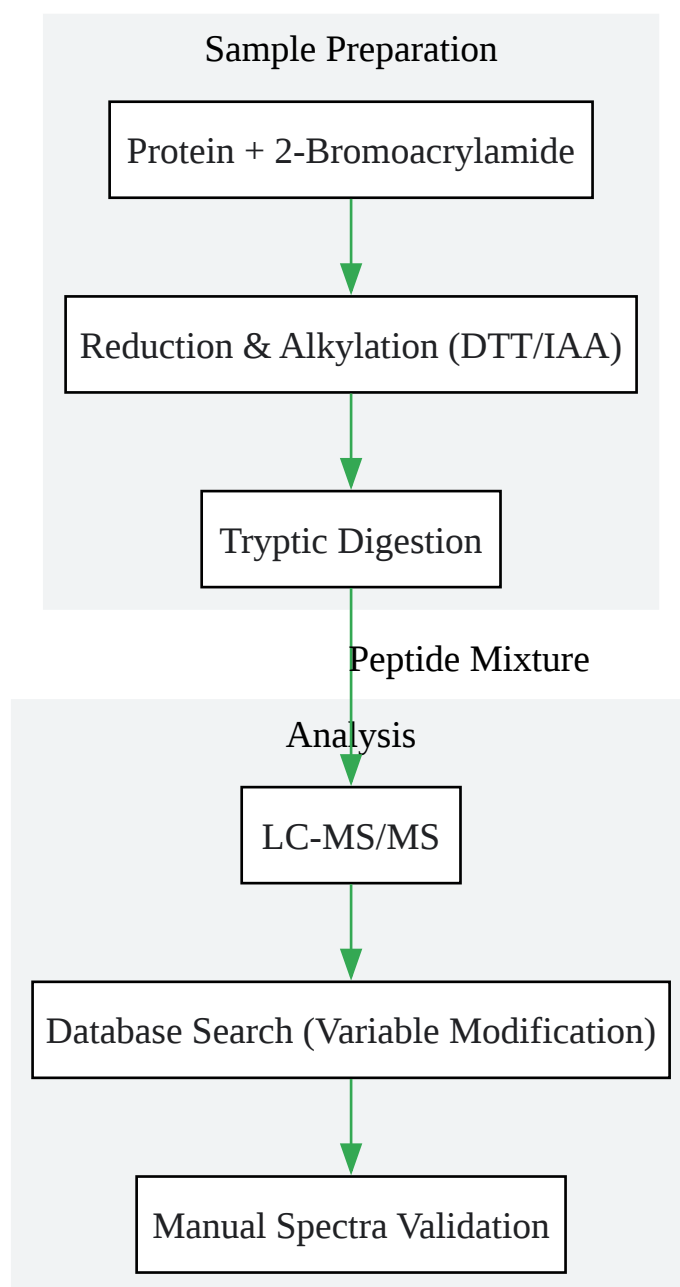 Sample Preparation
Protein + 2-Bromoacrylamide
Reduction & Alkylation (DTT/IAA)
Tryptic Digestion
Peptide Mixture
Analysis
LC-MS/MS
Database Search (Variable Modification)
Manual Spectra Validation